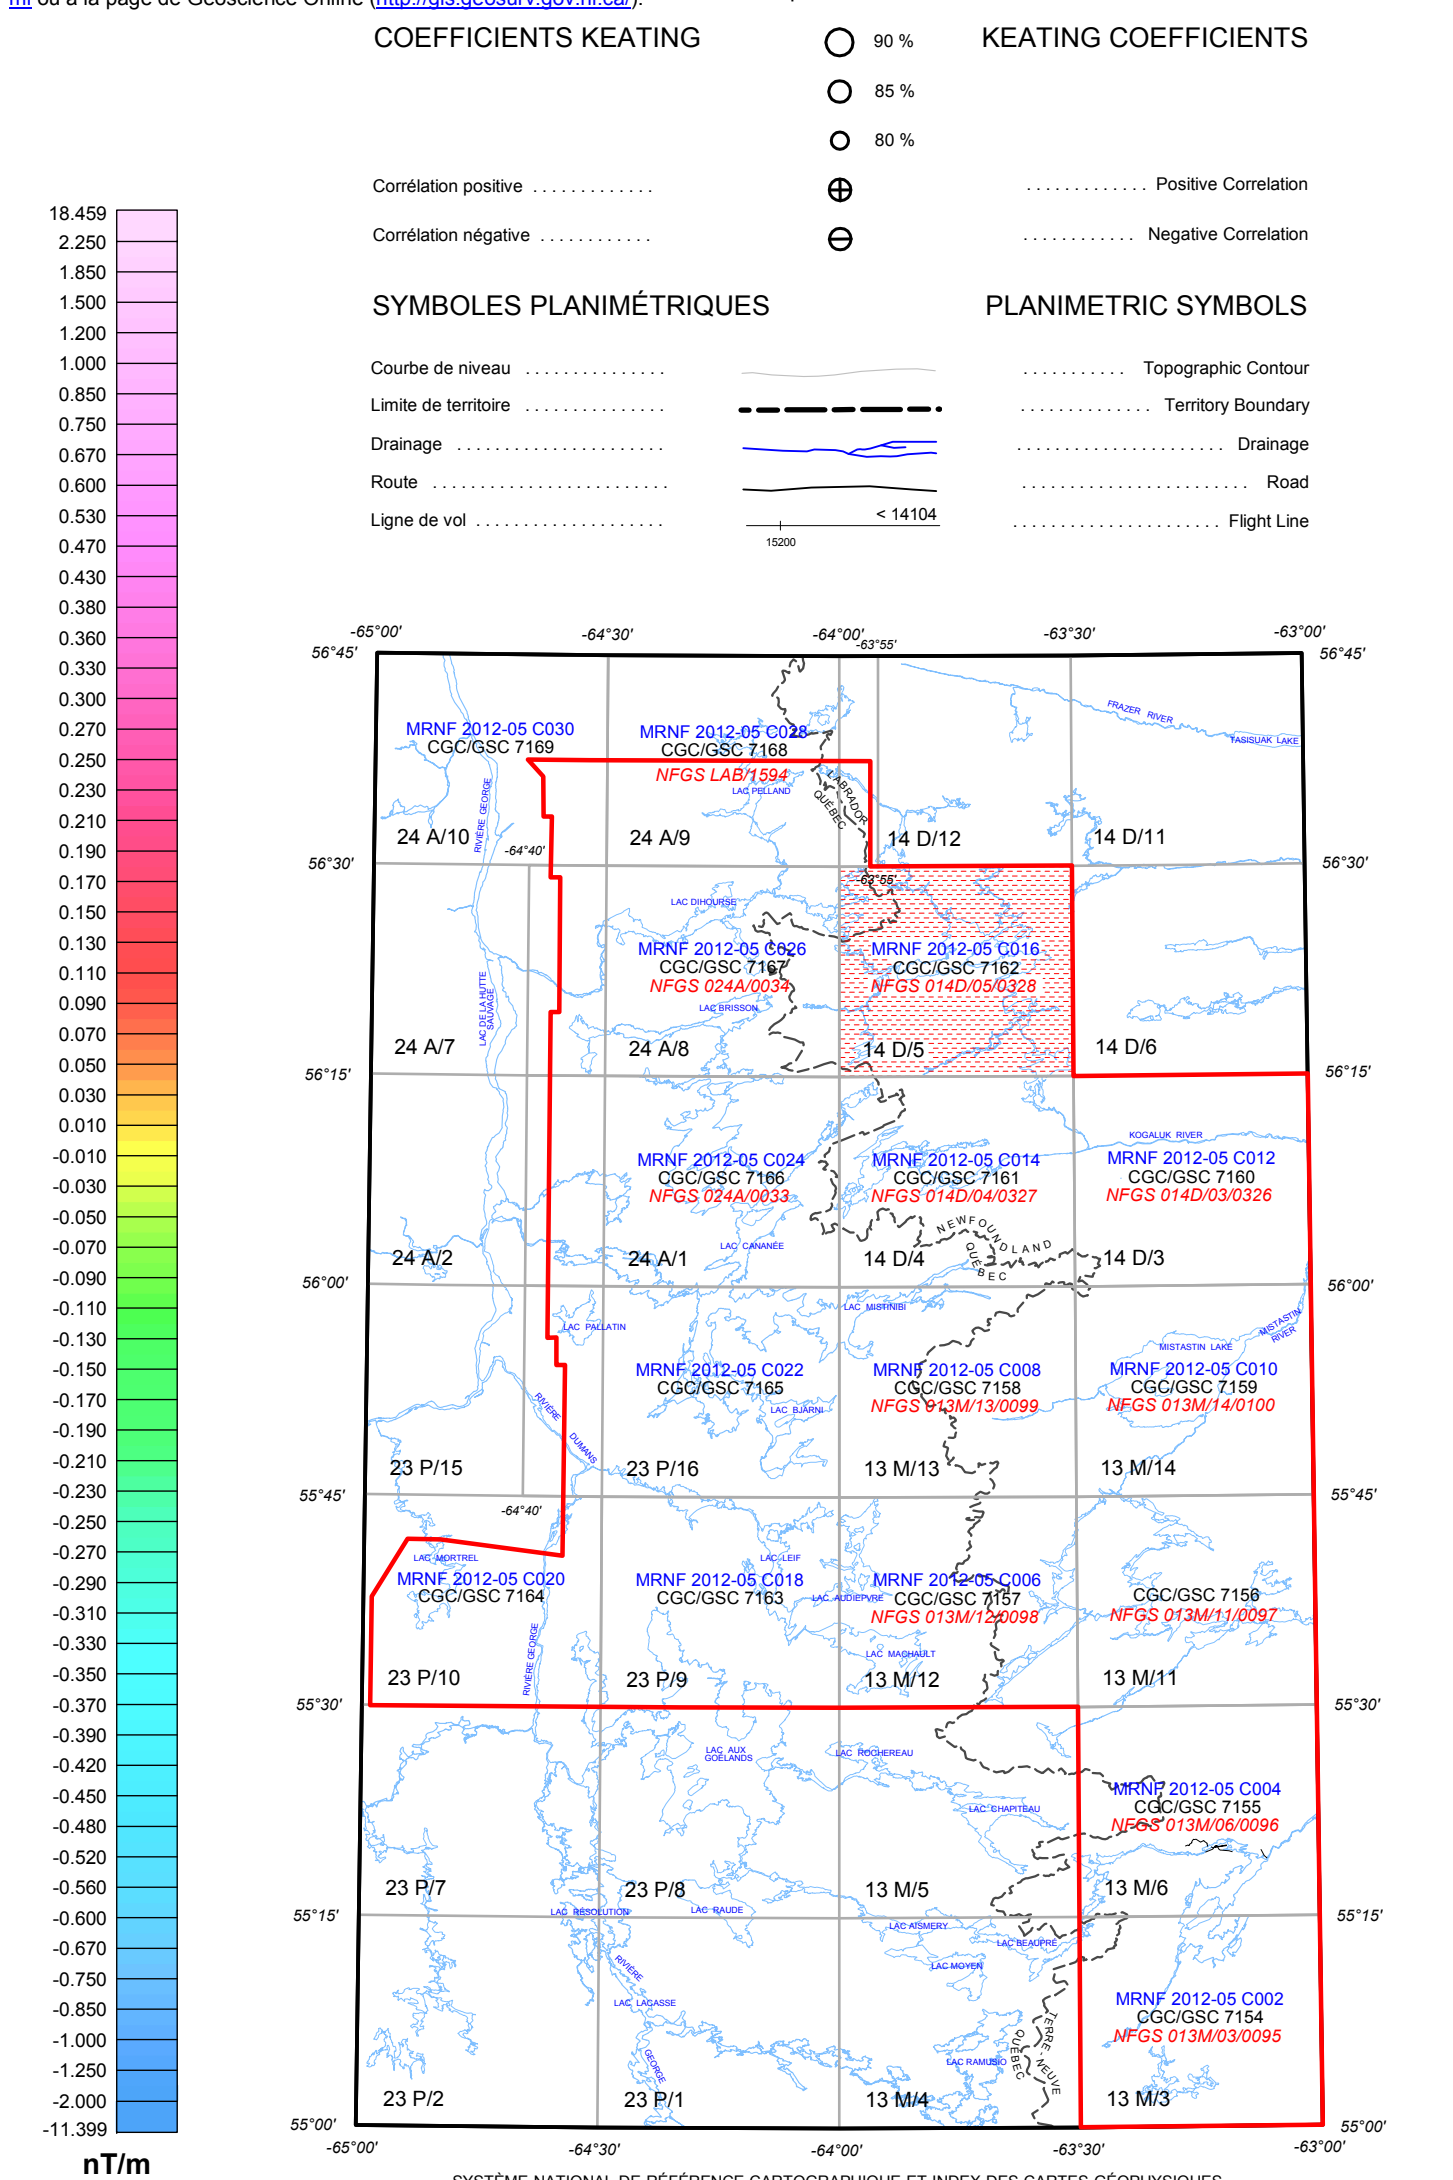 ml ou à la page de Geoscience Online (http://gis.geosurv.gov.nl.ca/).
COEFFICIENTS KEATING
KEATING COEFFICIENTS
90 %
85 %
80 %
Corrélation positive . . . . . . . . . . . . .
. . . . . . . . . . . . . Positive Correlation
Corrélation négative . . . . . . . . . . . .
. . . . . . . . . . . . Negative Correlation
SYMBOLES PLANIMÉTRIQUES
PLANIMETRIC SYMBOLS
Courbe de niveau . . . . . . . . . . . . . . .
. . . . . . . . . . . Topographic Contour
Limite de territoire . . . . . . . . . . . . . . .
. . . . . . . . . . . . . . Territory Boundary
Drainage . . . . . . . . . . . . . . . . . . . . . .
. . . . . . . . . . . . . . . . . . . . . . Drainage
Route . . . . . . . . . . . . . . . . . . . . . . . . .
. . . . . . . . . . . . . . . . . . . . . . . . Road
Ligne de vol . . . . . . . . . . . . . . . . . . . .
< 14104
15200
. . . . . . . . . . . . . . . . . . . . . . Flight Line
18.459
2.250
1.850
1.500
1.200
1.000
0.850
0.750
0.670
0.600
0.530
0.470
0.430
0.380
0.360
0.330
0.300
0.270
0.250
0.230
0.210
0.190
0.170
0.150
0.130
0.110
0.090
0.070
0.050
0.030
0.010
-0.010
-0.030
-0.050
-0.070
-0.090
-0.110
-0.130
-0.150
-0.170
-0.190
-0.210
-0.230
-0.250
-0.270
-0.290
-0.310
-0.330
-0.350
-0.370
-0.390
-0.420
-0.450
-0.480
-0.520
-0.560
-0.600
-0.670
-0.750
-0.850
-1.000
-1.250
-2.000
-11.399
nT/m
-65°00'
-64°30'
-64°00'
-63°55'
-63°30'
-63°00'
56°45'
56°45'
FRAZER RIVER
TASISUAK LAKE
MRNF 2012-05 C030
CGC/GSC 7169
MRNF 2012-05 C028
CGC/GSC 7168
NFGS LAB/1594
LAC PELLAND
LABRADOR
QUÉBEC
RIVIÈRE GEORGE
24 A/10
24 A/9
14 D/12
14 D/11
-64°40'
56°30'
56°30'
-63°55'
LAC DIHOURSE
MRNF 2012-05 C026
CGC/GSC 7167
NFGS 024A/0034
MRNF 2012-05 C016
CGC/GSC 7162
NFGS 014D/05/0328
LAC BRISSON
LAC DE LA HUTTE
SAUVAGE
24 A/7
24 A/8
14 D/5
14 D/6
56°15'
56°15'
KOGALUK RIVER
MRNF 2012-05 C024
CGC/GSC 7166
NFGS 024A/0033
MRNF 2012-05 C014
CGC/GSC 7161
NFGS 014D/04/0327
MRNF 2012-05 C012
CGC/GSC 7160
NFGS 014D/03/0326
NEWFOUNDLAND
QUÉBEC
LAC CANANÉE
24 A/2
24 A/1
14 D/4
14 D/3
56°00'
56°00'
LAC MISTINIBI
LAC PALLATIN
MISTASTIN LAKE
MISTASTIN
RIVER
MRNF 2012-05 C022
CGC/GSC 7165
MRNF 2012-05 C008
CGC/GSC 7158
NFGS 013M/13/0099
MRNF 2012-05 C010
CGC/GSC 7159
NFGS 013M/14/0100
LAC BJARNI
RIVIÈRE
DUMANS
23 P/15
23 P/16
13 M/13
13 M/14
55°45'
55°45'
-64°40'
LAC MORTREL
LAC LEIF
MRNF 2012-05 C020
CGC/GSC 7164
MRNF 2012-05 C018
CGC/GSC 7163
LAC AUDIEPVRE
MRNF 2012-05 C006
CGC/GSC 7157
NFGS 013M/12/0098
CGC/GSC 7156
NFGS 013M/11/0097
LAC MACHAULT
RIVIÈRE GEORGE
23 P/10
23 P/9
13 M/12
13 M/11
55°30'
55°30'
LAC AUX
GOÉLANDS
LAC ROCHEREAU
LAC CHAPITEAU
MRNF 2012-05 C004
CGC/GSC 7155
NFGS 013M/06/0096
23 P/7
23 P/8
13 M/5
13 M/6
LAC RÉSOLUTION
LAC RAUDE
55°15'
55°15'
LAC AISMERY
LAC BEAUPRÉ
LAC MOYEN
RIVIÈRE
LAC LACASSE
GEORGE
LAC RAMUSIO
QUÉBEC
TERRE - NEUVE
MRNF 2012-05 C002
CGC/GSC 7154
NFGS 013M/03/0095
23 P/2
23 P/1
13 M/4
13 M/3
55°00'
55°00'
-65°00'
-64°30'
-64°00'
-63°30'
-63°00'
SYSTÈME NATIONAL DE RÉFÉRENCE CARTOGRAPHIQUE ET INDEX DES CARTES GÉOPHYSIQUES